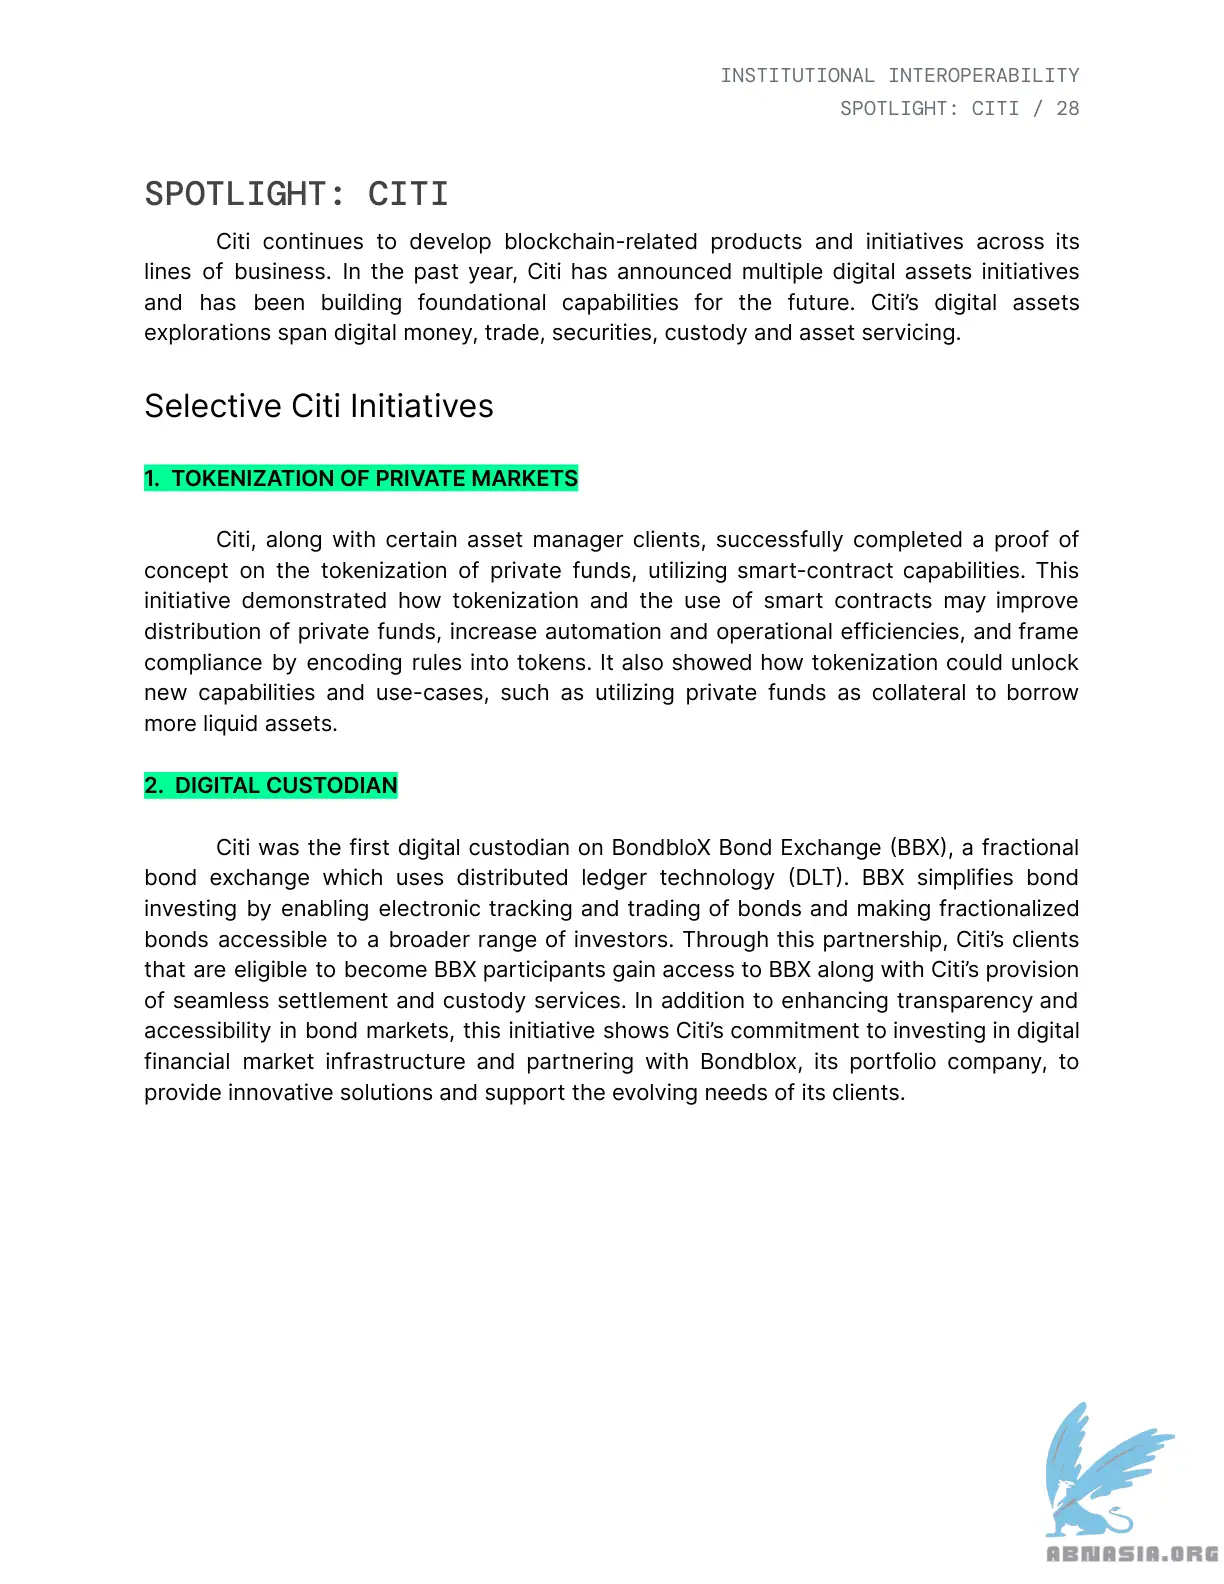 INSTITUTIONAL INTEROPERABILITY
SPOTLIGHT: CITI / 28
SPOTLIGHT: CITI
Citi continues to develop blockchain-related products and initiatives across its
lines of business. In the past year, Citi has announced multiple digital assets initiatives
and has been building foundational capabilities for the future. Citi’s digital assets
explorations span digital money, trade, securities, custody and asset servicing.
Selective Citi Initiatives
1. TOKENIZATION OF PRIVATE MARKETS
Citi, along with certain asset manager clients, successfully completed a proof of
concept on the tokenization of private funds, utilizing smart-contract capabilities. This
initiative demonstrated how tokenization and the use of smart contracts may improve
distribution of private funds, increase automation and operational efficiencies, and frame
compliance by encoding rules into tokens. It also showed how tokenization could unlock
new capabilities and use-cases, such as utilizing private funds as collateral to borrow
more liquid assets.
2. DIGITAL CUSTODIAN
Citi was the first digital custodian on BondbloX Bond Exchange (BBX), a fractional
bond exchange which uses distributed ledger technology (DLT). BBX simplifies bond
investing by enabling electronic tracking and trading of bonds and making fractionalized
bonds accessible to a broader range of investors. Through this partnership, Citi’s clients
that are eligible to become BBX participants gain access to BBX along with Citi’s provision
of seamless settlement and custody services. In addition to enhancing transparency and
accessibility in bond markets, this initiative shows Citi’s commitment to investing in digital
financial market infrastructure and partnering with Bondblox, its portfolio company, to
provide innovative solutions and support the evolving needs of its clients.
ABNASIA.ORG